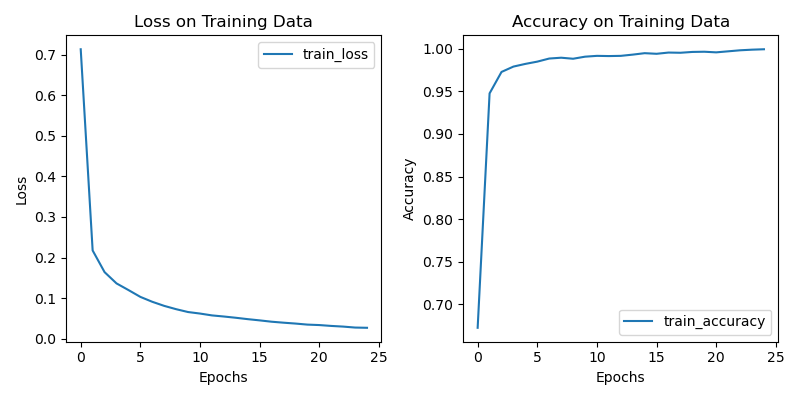 Loss on Training Data
train_loss
0.7
0.6
0.5
0.4
0.3
0.2
0.1
0.0
Loss
0 5 10 15 20 25
Epochs
Accuracy on Training Data
1.00
0.95
0.90
0.85
0.80
0.75
0.70
Accuracy
train_accuracy
0 5 10 15 20 25
Epochs